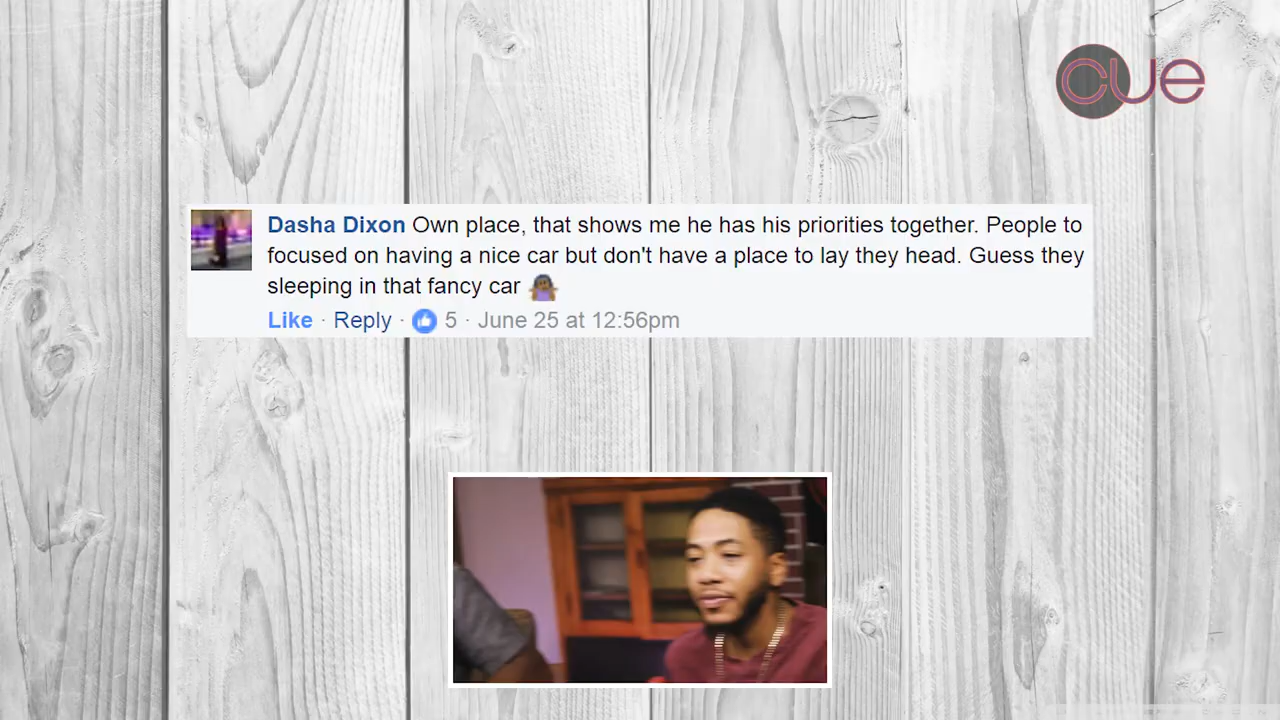 cue
Dasha Dixon Own place, that shows me he has his priorities together. People to
focused on having a nice car but don't have a place to lay they head. Guess they
sleeping in that fancy car 🤷🏾‍♀️
Like · Reply · 5 · June 25 at 12:56pm